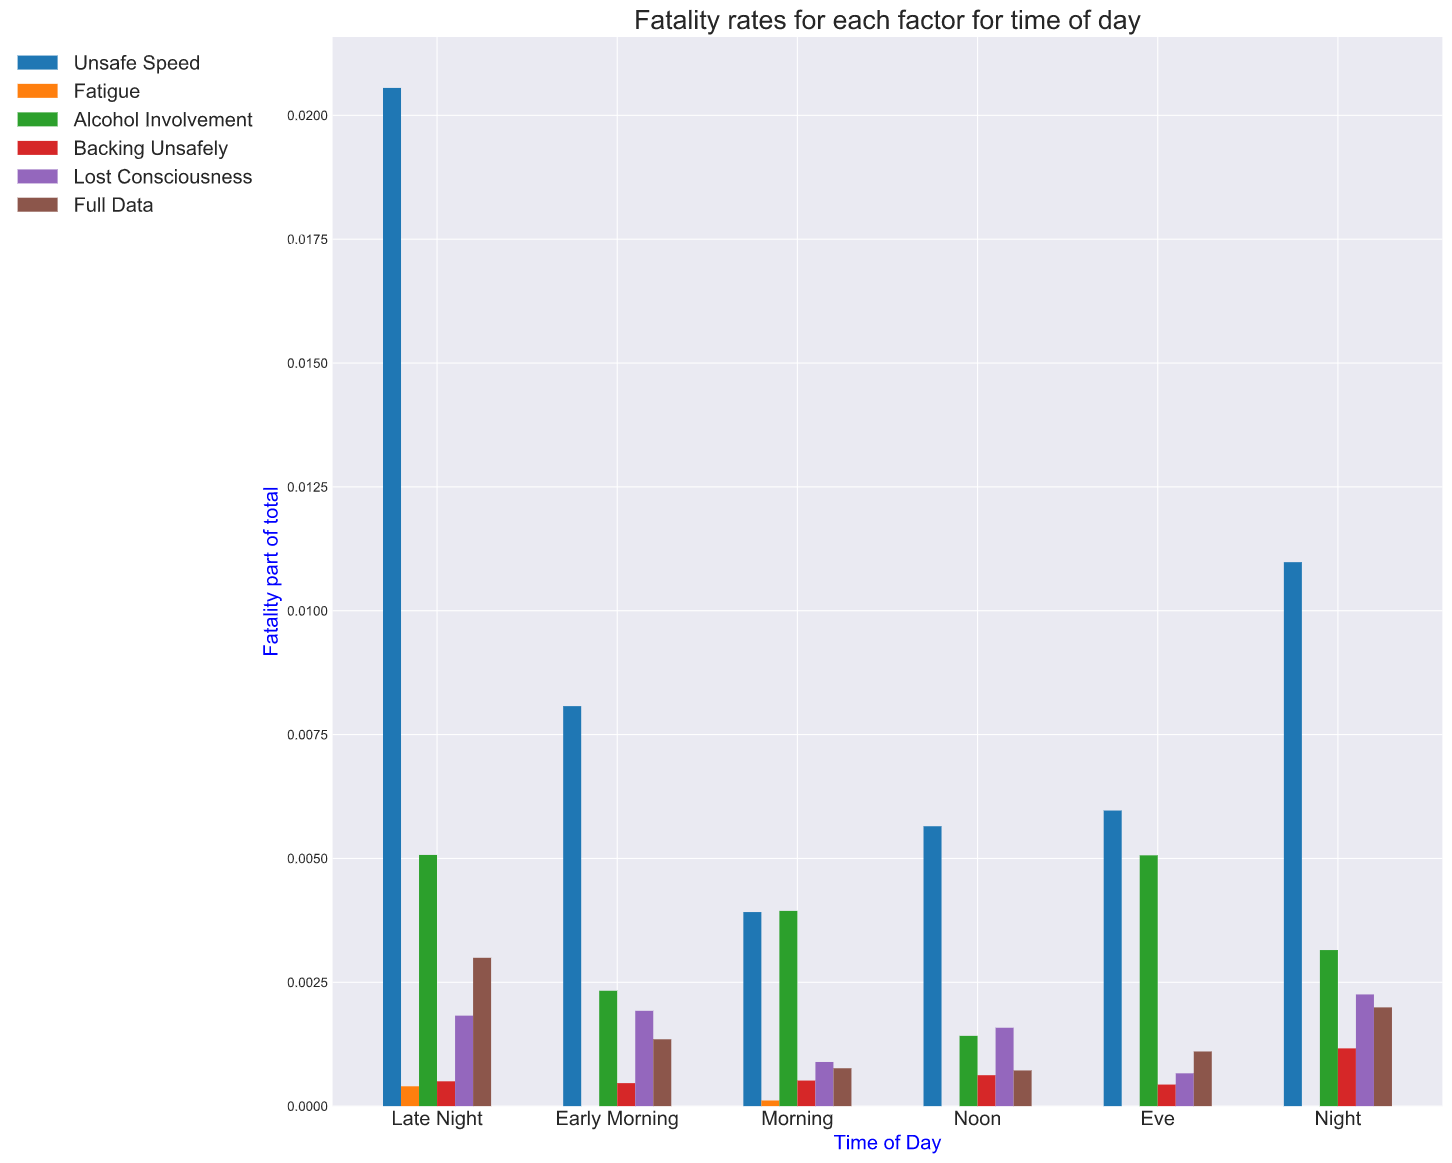 Fatality rates for each factor for time of day
Unsafe Speed
Fatigue
Alcohol Involvement
Backing Unsafely
Lost Consciousness
Full Data
0.0200
0.0175
0.0150
0.0125
0.0100
0.0075
0.0050
0.0025
0.0000
Fatality part of total
Late Night Early Morning Morning Noon Eve Night
Time of Day